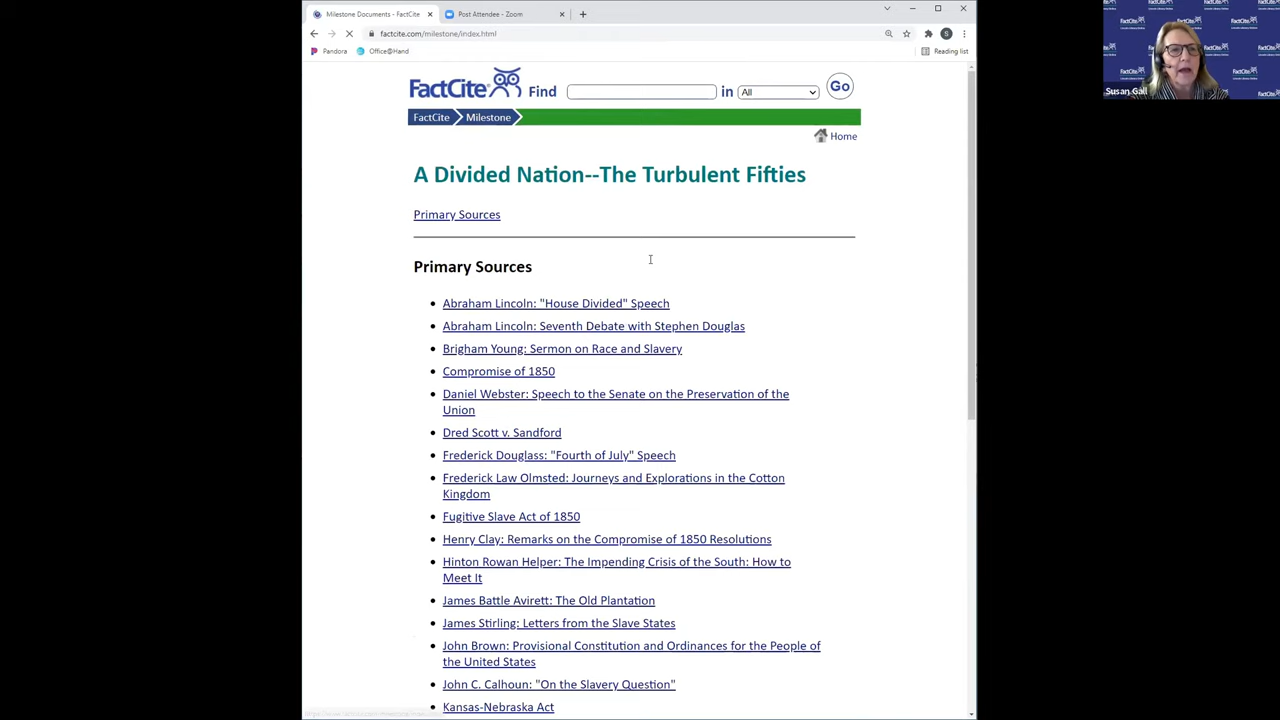 Milestone Documents - FactCite
Post Attendee - Zoom
factcite.com/milestone/index.html
S
Pandora
Office@Hand
Reading list
FactCite
Find
in
All
Go
FactCite
Milestone
Home
A Divided Nation--The Turbulent Fifties
Primary Sources
Primary Sources
Abraham Lincoln: "House Divided" Speech
Abraham Lincoln: Seventh Debate with Stephen Douglas
Brigham Young: Sermon on Race and Slavery
Compromise of 1850
Daniel Webster: Speech to the Senate on the Preservation of the
Union
Dred Scott v. Sandford
Frederick Douglass: "Fourth of July" Speech
Frederick Law Olmsted: Journeys and Explorations in the Cotton
Kingdom
Fugitive Slave Act of 1850
Henry Clay: Remarks on the Compromise of 1850 Resolutions
Hinton Rowan Helper: The Impending Crisis of the South: How to
Meet It
James Battle Avirett: The Old Plantation
James Stirling: Letters from the Slave States
John Brown: Provisional Constitution and Ordinances for the People of
the United States
John C. Calhoun: "On the Slavery Question"
Kansas-Nebraska Act
Susan Gall